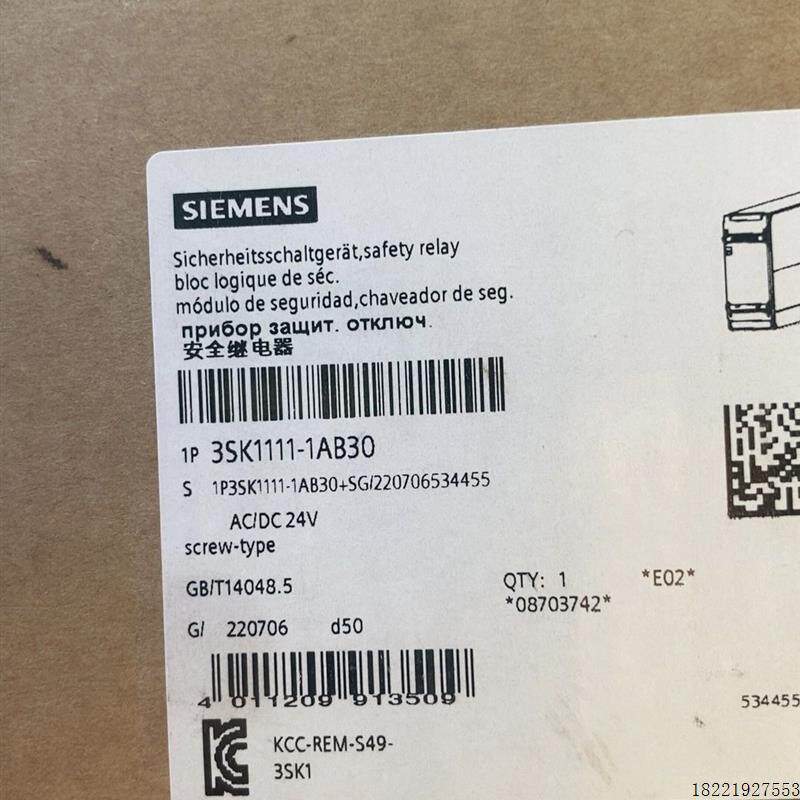 SIEMENS
Sicherheitsschaltgerät,safety relay
bloc logique de séc.
módulo de seguridad,chaveador de seg.
прибор защит. отключ.
安全继电器
1P 3SK1111-1AB30
S 1P3SK1111-1AB30+SG/220706534455
AC/DC 24V
screw-type
GB/T14048.5
QTY: 1 *E02*
*08703742*
G/ 220706 d50
4 011209 913509
534455
KCC-REM-S49-
3SK1
18221927553